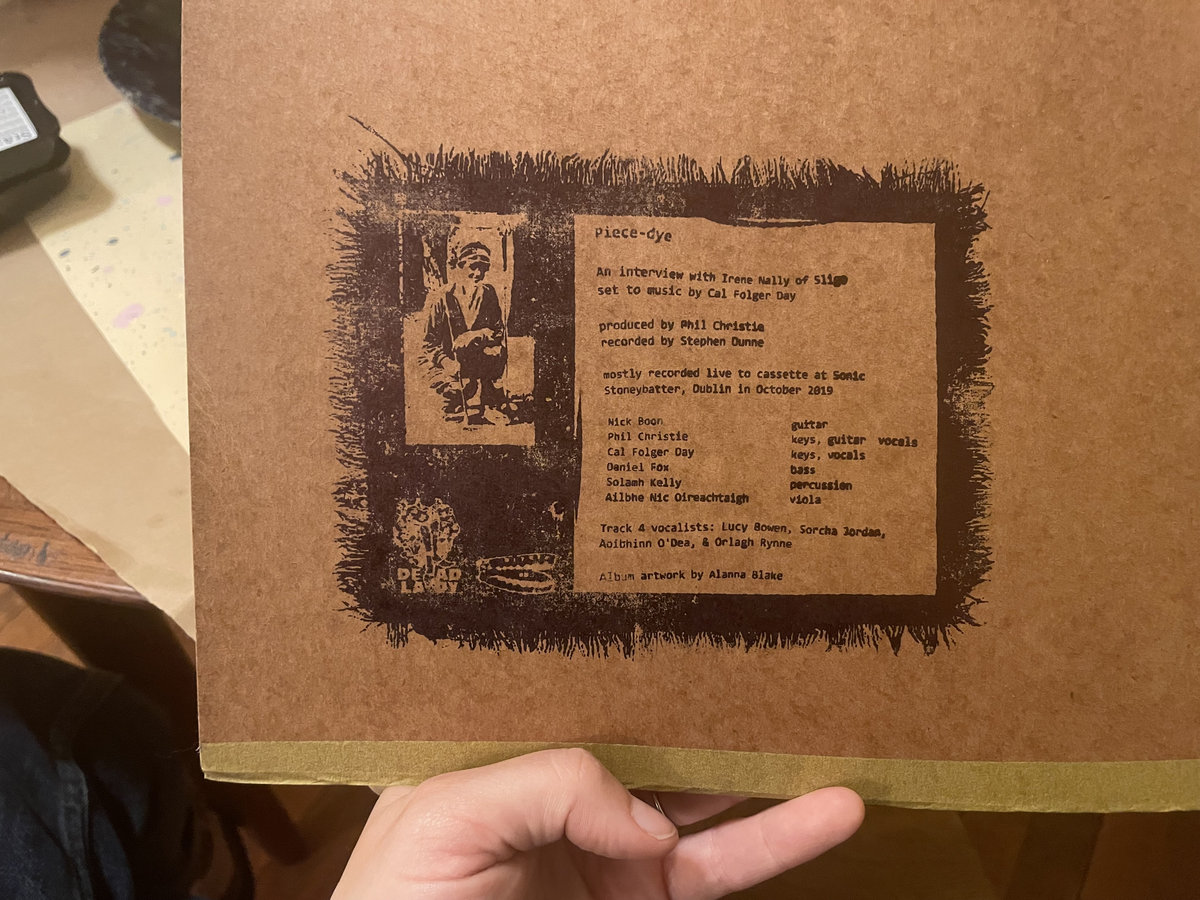 Piece-dye
An interview with Irene Nally of Sligo
set to music by Cal Folger Day
produced by Phil Christie
recorded by Stephen Dunne
mostly recorded live to cassette at Sonic
Stoneybatter, Dublin in October 2019
Nick Boon guitar
Phil Christie keys, guitar vocals
Cal Folger Day keys, vocals
Daniel Fox bass
Solamh Kelly percussion
Ailbhe Nic Oireachtaigh viola
Track 4 vocalists: Lucy Bowen, Sorcha Jordan,
Aoibhinn O'Dea, & Orlagh Rynne
Album artwork by Alanna Blake
DEAD
LADY